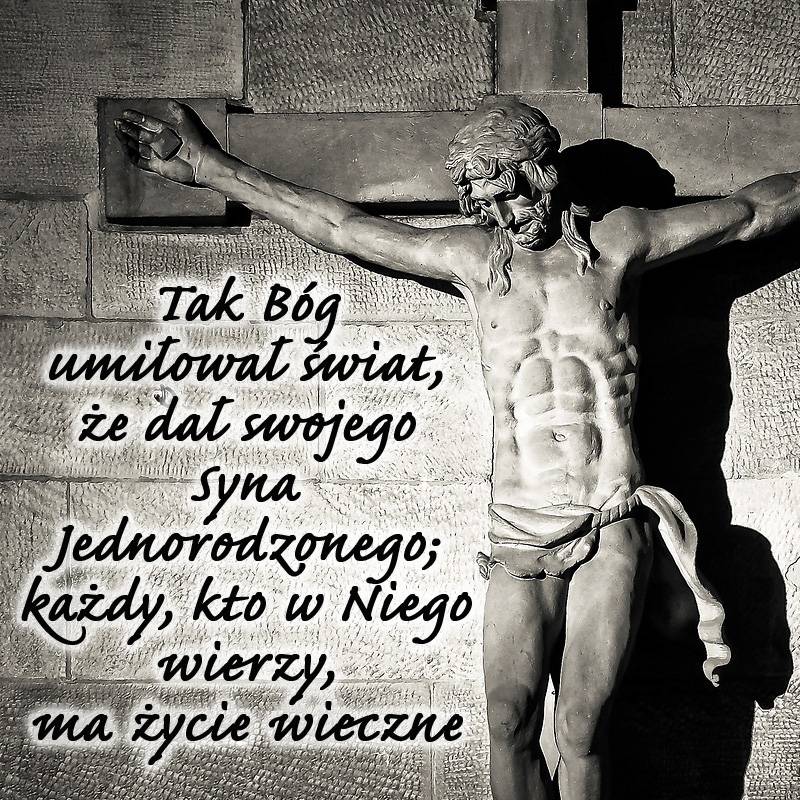 Tak Bóg
umiłował świat,
że dał swojego
Syna
Jednorodzonego;
każdy, kto w Niego
wierzy,
ma życie wieczne